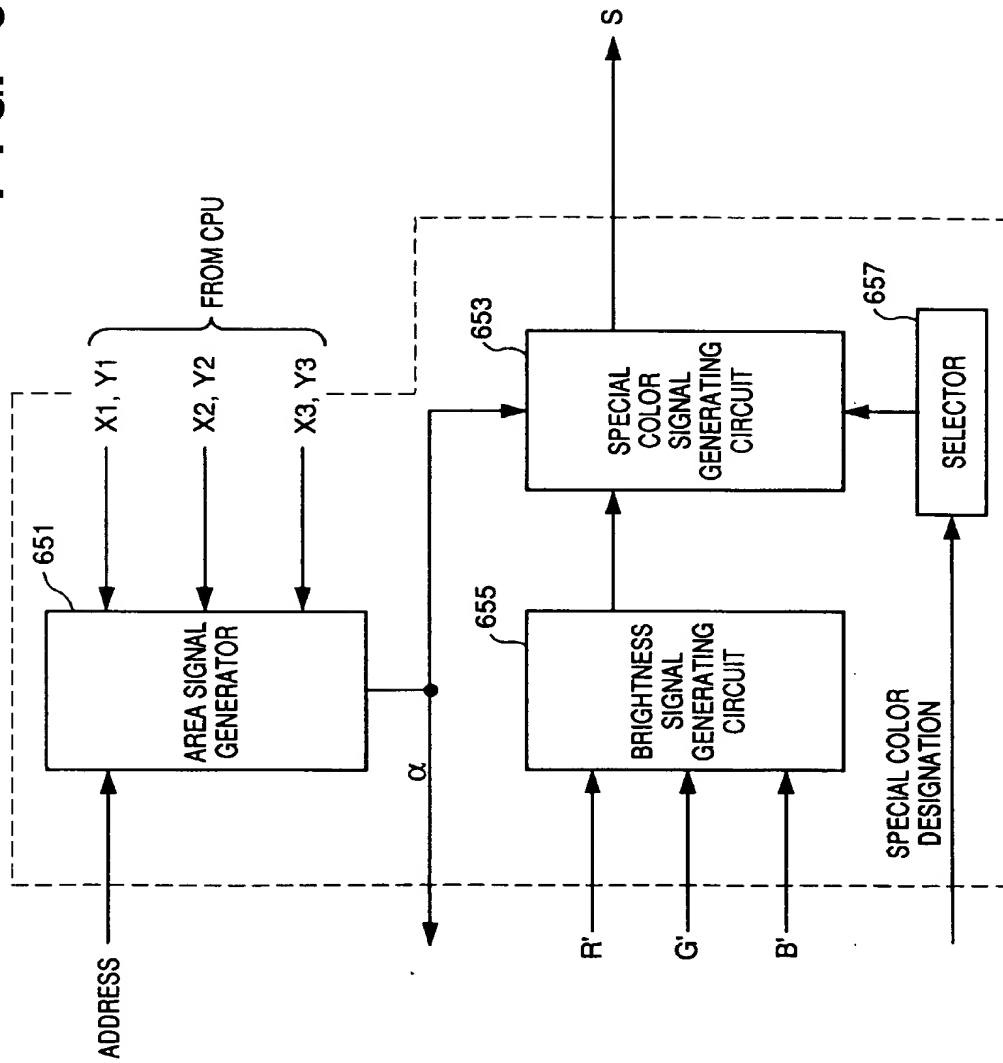 ADDRESS
651
AREA SIGNAL
GENERATOR
X1, Y1
X2, Y2
X3, Y3
FROM CPU
α
R'
G'
B'
655
BRIGHTNESS
SIGNAL
GENERATING
CIRCUIT
653
SPECIAL
COLOR
SIGNAL
GENERATING
CIRCUIT
S
SPECIAL COLOR
DESIGNATION
657
SELECTOR